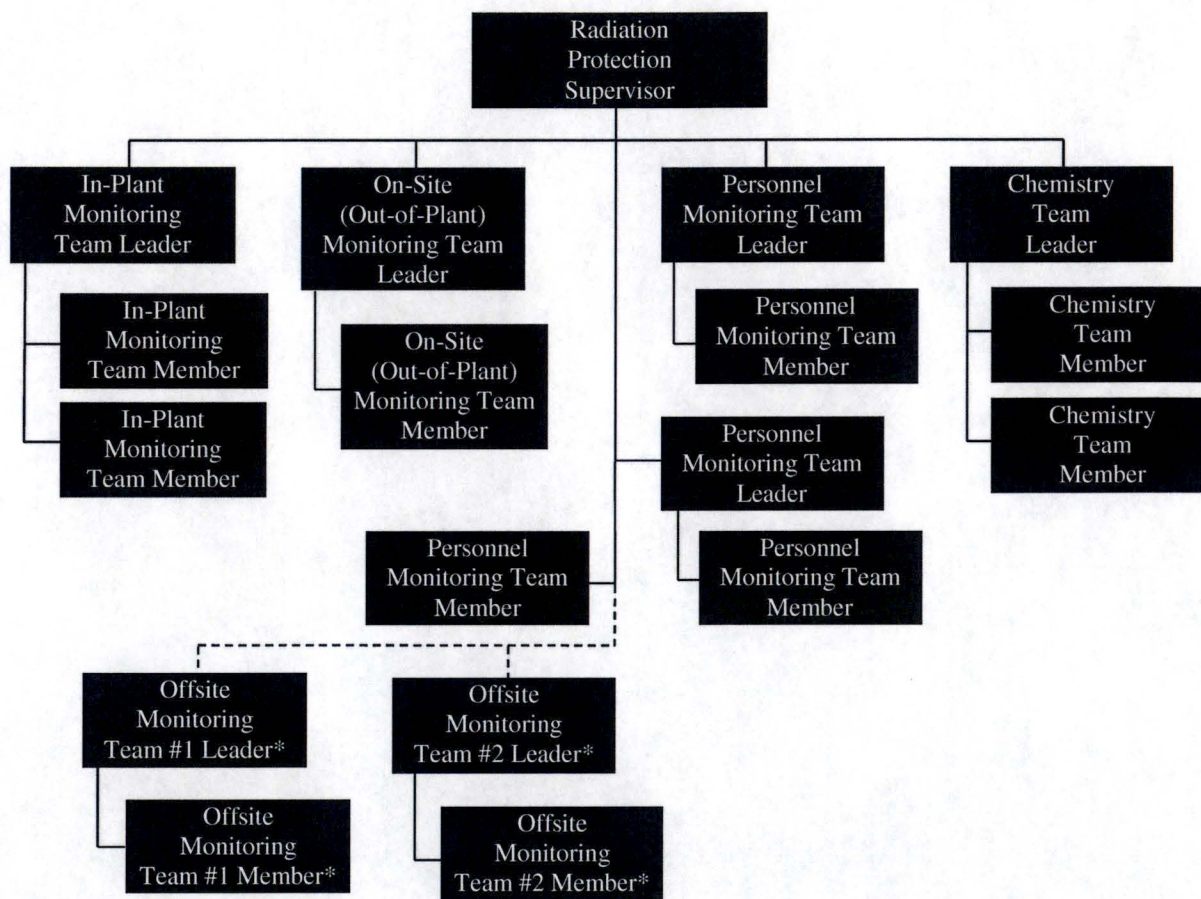 Radiation
Protection
Supervisor
In-Plant
Monitoring
Team Leader
On-Site
(Out-of-Plant)
Monitoring Team
Leader
Personnel
Monitoring Team
Leader
Chemistry
Team
Leader
In-Plant
Monitoring
Team Member
On-Site
(Out-of-Plant)
Monitoring Team
Member
Personnel
Monitoring Team
Member
Chemistry
Team
Member
In-Plant
Monitoring
Team Member
Personnel
Monitoring Team
Leader
Chemistry
Team
Member
Personnel
Monitoring Team
Member
Personnel
Monitoring Team
Member
Offsite
Monitoring
Team #1 Leader*
Offsite
Monitoring
Team #2 Leader*
Offsite
Monitoring
Team #1 Member*
Offsite
Monitoring
Team #2 Member*